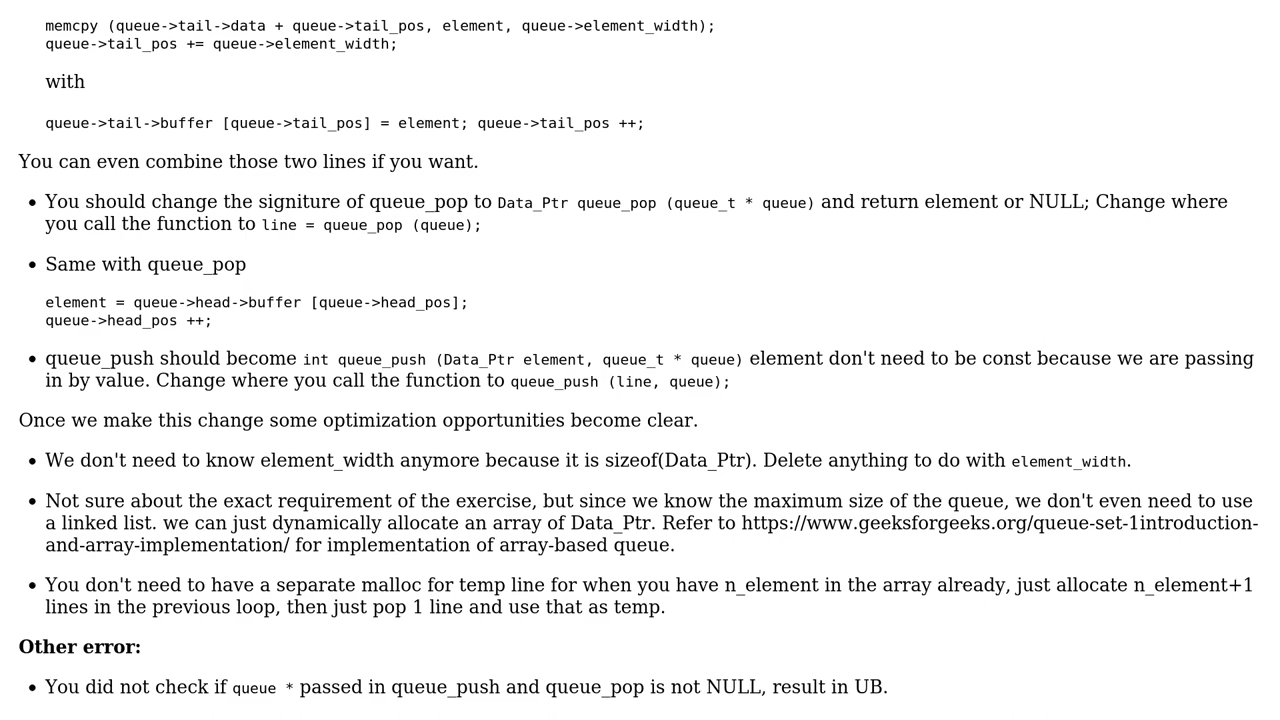 memcpy (queue->tail->data + queue->tail_pos, element, queue->element_width);
queue->tail_pos += queue->element_width;
with
queue->tail->buffer [queue->tail_pos] = element; queue->tail_pos ++;
You can even combine those two lines if you want.
• You should change the signiture of queue_pop to Data_Ptr queue_pop (queue_t * queue) and return element or NULL; Change where
you call the function to line = queue_pop (queue);
• Same with queue_pop
element = queue->head->buffer [queue->head_pos];
queue->head_pos ++;
• queue_push should become int queue_push (Data_Ptr element, queue_t * queue) element don't need to be const because we are passing
in by value. Change where you call the function to queue_push (line, queue);
Once we make this change some optimization opportunities become clear.
• We don't need to know element_width anymore because it is sizeof(Data_Ptr). Delete anything to do with element_width.
• Not sure about the exact requirement of the exercise, but since we know the maximum size of the queue, we don't even need to use
a linked list. we can just dynamically allocate an array of Data_Ptr. Refer to https://www.geeksforgeeks.org/queue-set-1introduction-
and-array-implementation/ for implementation of array-based queue.
• You don't need to have a separate malloc for temp line for when you have n_element in the array already, just allocate n_element+1
lines in the previous loop, then just pop 1 line and use that as temp.
Other error:
• You did not check if queue * passed in queue_push and queue_pop is not NULL, result in UB.